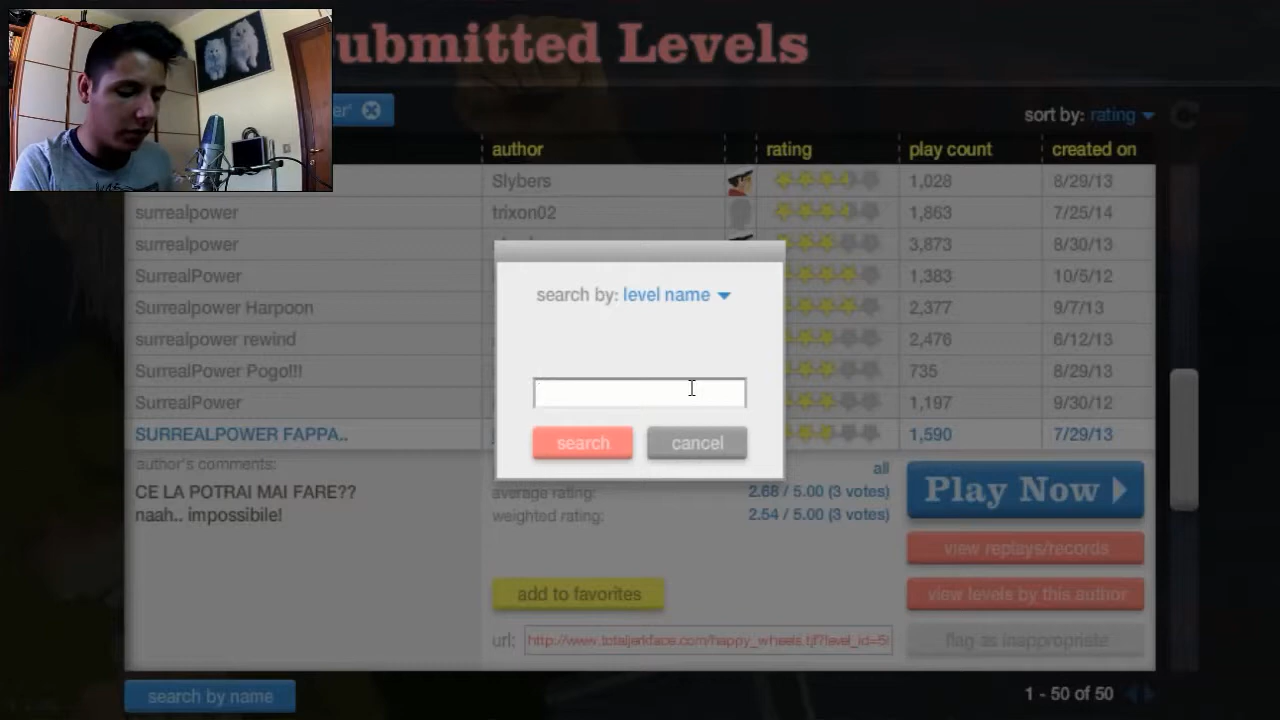 ubmitted Levels
er' 
sort by: rating
author rating play count created on
Slybers 1,028 8/29/13
surrealpower trixon02 1,863 7/25/14
surrealpower 3,873 8/30/13
SurrealPower 1,383 10/5/12
Surrealpower Harpoon 2,377 9/7/13
surrealpower rewind 2,476 6/12/13
SurrealPower Pogo!!! 735 8/29/13
SurrealPower 1,197 9/30/12
SURREALPOWER FAPPA.. 1,590 7/29/13
search by: level name
search cancel
author's comments:
CE LA POTRAI MAI FARE??
naah.. impossibile!
all
average rating: 2.68 / 5.00 (3 votes)
weighted rating: 2.54 / 5.00 (3 votes)
Play Now
view replays/records
add to favorites
view levels by this author
url: http://www.totaljerkface.com/happy_wheels.tjf?level_id=5
flag as inappropriate
search by name
1 - 50 of 50